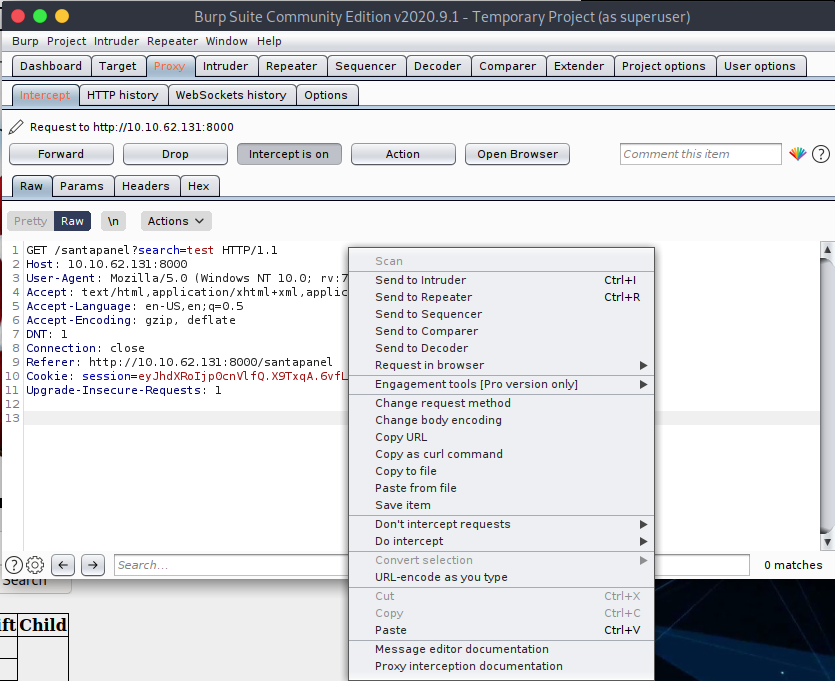 Burp Suite Community Edition v2020.9.1 - Temporary Project (as superuser)
Burp Project Intruder Repeater Window Help
Dashboard Target Proxy Intruder Repeater Sequencer Decoder Comparer Extender Project options User options
Intercept HTTP history WebSockets history Options
Request to http://10.10.62.131:8000
Forward Drop Intercept is on Action Open Browser Comment this item ?
Raw Params Headers Hex
Pretty Raw \n Actions
1 GET /santapanel?search=test HTTP/1.1
2 Host: 10.10.62.131:8000
3 User-Agent: Mozilla/5.0 (Windows NT 10.0; rv:7
4 Accept: text/html,application/xhtml+xml,applic
5 Accept-Language: en-US,en;q=0.5
6 Accept-Encoding: gzip, deflate
7 DNT: 1
8 Connection: close
9 Referer: http://10.10.62.131:8000/santapanel
10 Cookie: session=eyJhdXRoIjpOcnVlfQ.X9TxqA.6vfL
11 Upgrade-Insecure-Requests: 1
12
13
Scan
Send to Intruder Ctrl+I
Send to Repeater Ctrl+R
Send to Sequencer
Send to Comparer
Send to Decoder
Request in browser
Engagement tools [Pro version only]
Change request method
Change body encoding
Copy URL
Copy as curl command
Copy to file
Paste from file
Save item
Don't intercept requests
Do intercept
Convert selection
URL-encode as you type
Cut Ctrl+X
Copy Ctrl+C
Paste Ctrl+V
Message editor documentation
Proxy interception documentation
? Search... 0 matches
Search
ift Child